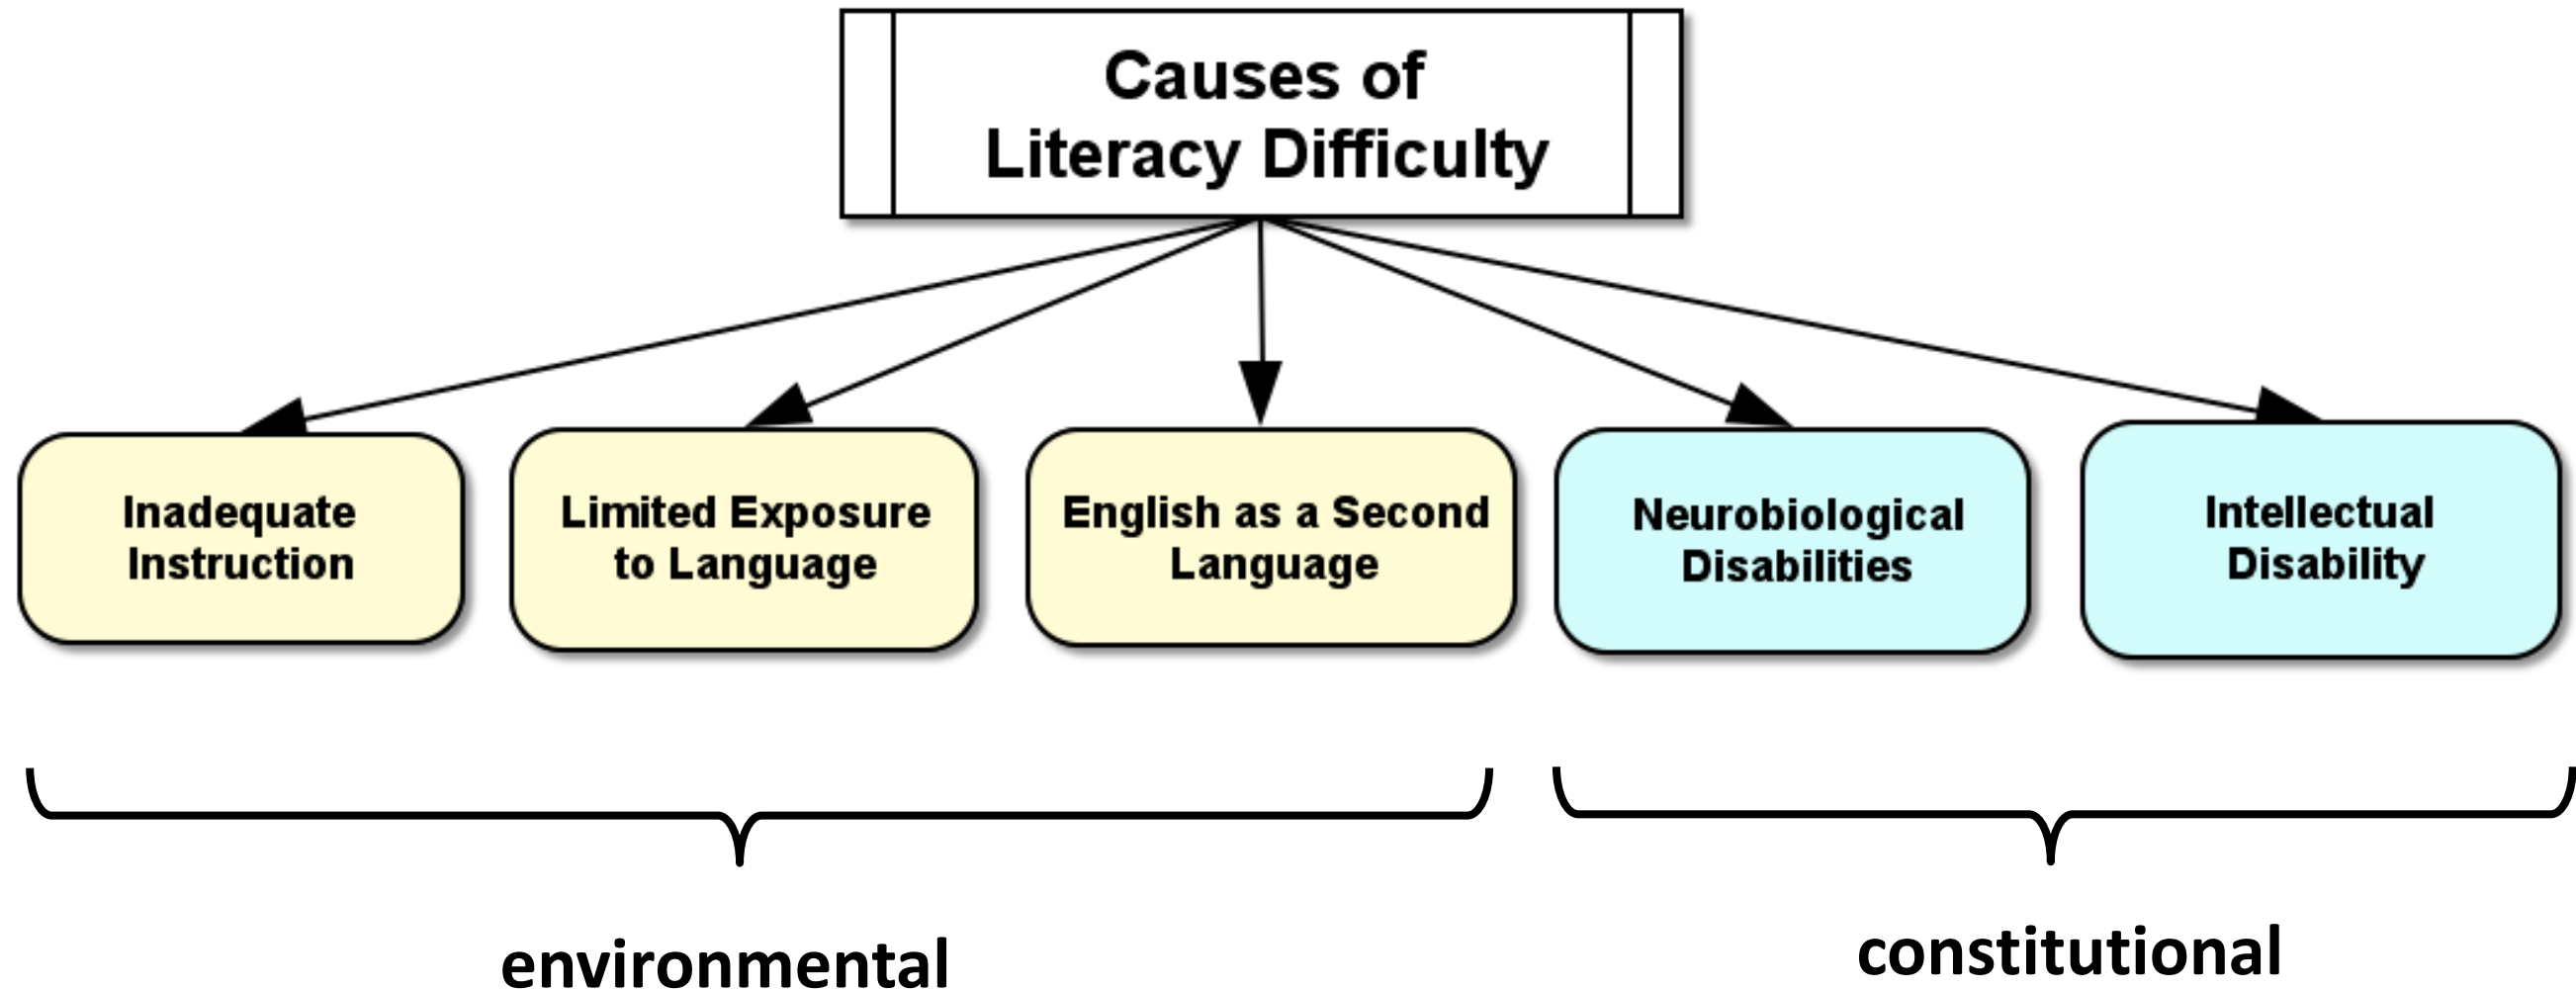 Causes of
Literacy Difficulty
Inadequate
Instruction
Limited Exposure
to Language
English as a Second
Language
Neurobiological
Disabilities
Intellectual
Disability
environmental
constitutional